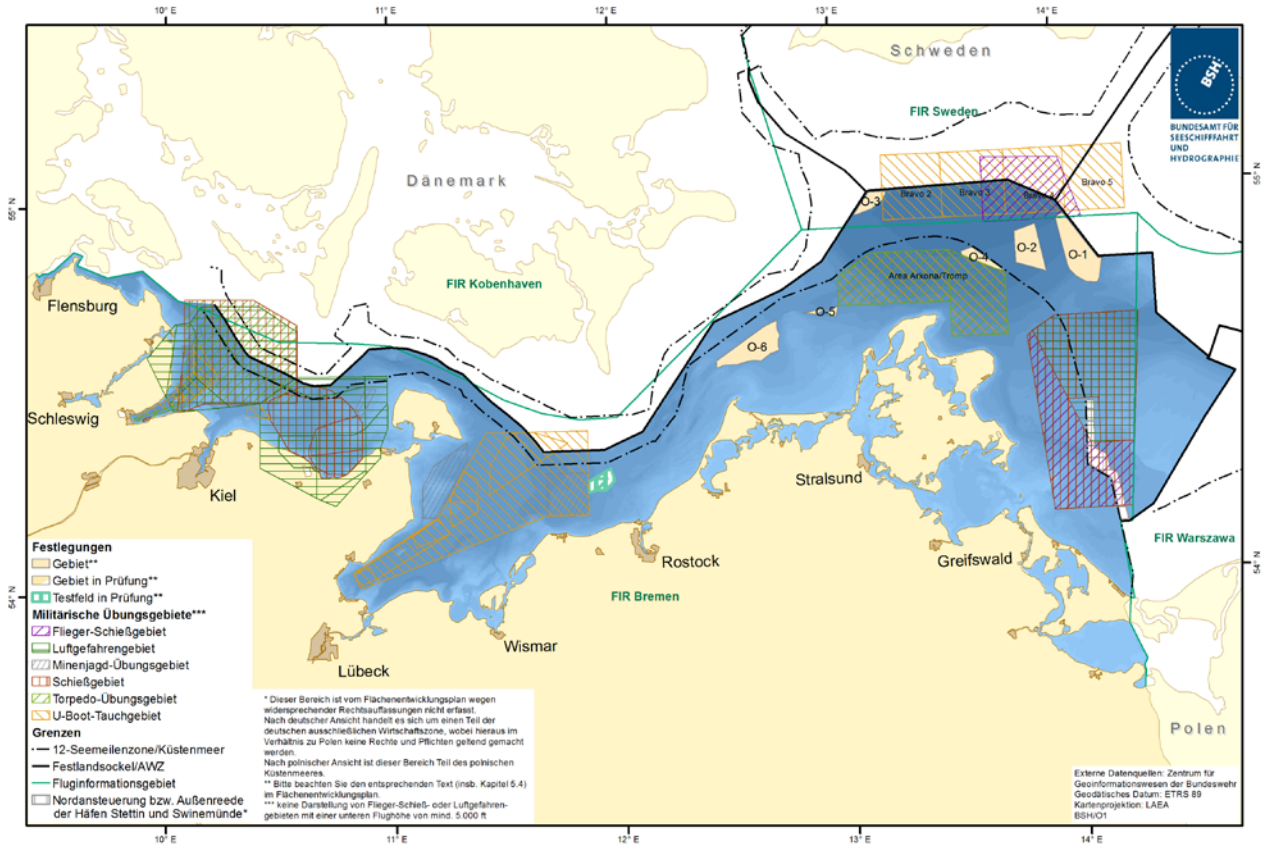 10° E
11° E
12° E
13° E
14° E
Schweden
BSH
BUNDESAMT FÜR
SEESCHIFFFAHRT
UND
HYDROGRAPHIE
FIR Sweden
55° N
55° N
Dänemark
Bravo 2
Bravo 3
Bravo 5
O-3
O-2
O-1
O-4
Area Arkona/Tromp
FIR Kobenhaven
Flensburg
O-5
O-6
Schleswig
Kiel
Stralsund
Rostock
Greifswald
FIR Warszawa
FIR Bremen
54° N
54° N
Wismar
Lübeck
Polen
Festlegungen
Gebiet**
Gebiet in Prüfung**
Testfeld in Prüfung**
Militärische Übungsgebiete***
Flieger-Schießgebiet
Luftgefahrengebiet
Minenjagd-Übungsgebiet
Schießgebiet
Torpedo-Übungsgebiet
U-Boot-Tauchgebiet
Grenzen
12-Seemeilenzone/Küstenmeer
Festlandsockel/AWZ
Fluginformationsgebiet
Nordansteuerung bzw. Außenreede
der Häfen Stettin und Swinemünde*
* Dieser Bereich ist vom Flächenentwicklungsplan wegen
widersprechender Rechtsauffassungen nicht erfasst.
Nach deutscher Ansicht handelt es sich um einen Teil der
deutschen ausschließlichen Wirtschaftszone, wobei hieraus im
Verhältnis zu Polen keine Rechte und Pflichten geltend gemacht
werden.
Nach polnischer Ansicht ist dieser Bereich Teil des polnischen
Küstenmeeres.
** Bitte beachten Sie den entsprechenden Text (insb. Kapitel 5.4)
im Flächenentwicklungsplan.
*** keine Darstellung von Flieger-Schieß- oder Luftgefahren-
gebieten mit einer unteren Flughöhe von mind. 5.000 ft
Externe Datenquellen: Zentrum für
Geoinformationswesen der Bundeswehr
Geodätisches Datum: ETRS 89
Kartenprojektion: LAEA
BSH/O1
10° E
11° E
12° E
13° E
14° E